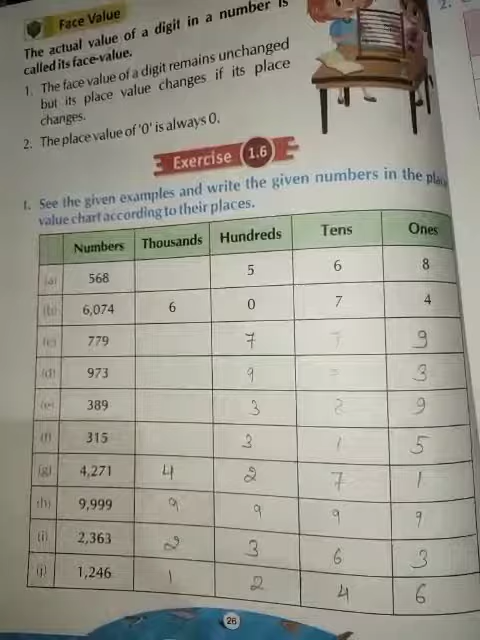 Face Value
The actual value of a digit in a number is
called its face-value.
1. The face value of a digit remains unchanged
but its place value changes if its place
changes.
2. The place value of '0' is always 0.
Exercise 1.6
1. See the given examples and write the given numbers in the
value chart according to their places.
Numbers Thousands Hundreds Tens Ones
(a) 568 5 6 8
(b) 6,074 6 0 7 4
(c) 779 7 7 9
(d) 973 9 3
(e) 389 3 8 9
(f) 315 3 1 5
(g) 4,271 4 2 7 1
(h) 9,999 9 9 9 9
(i) 2,363 2 3 6 3
(j) 1,246 1 2 4 6
26
2.